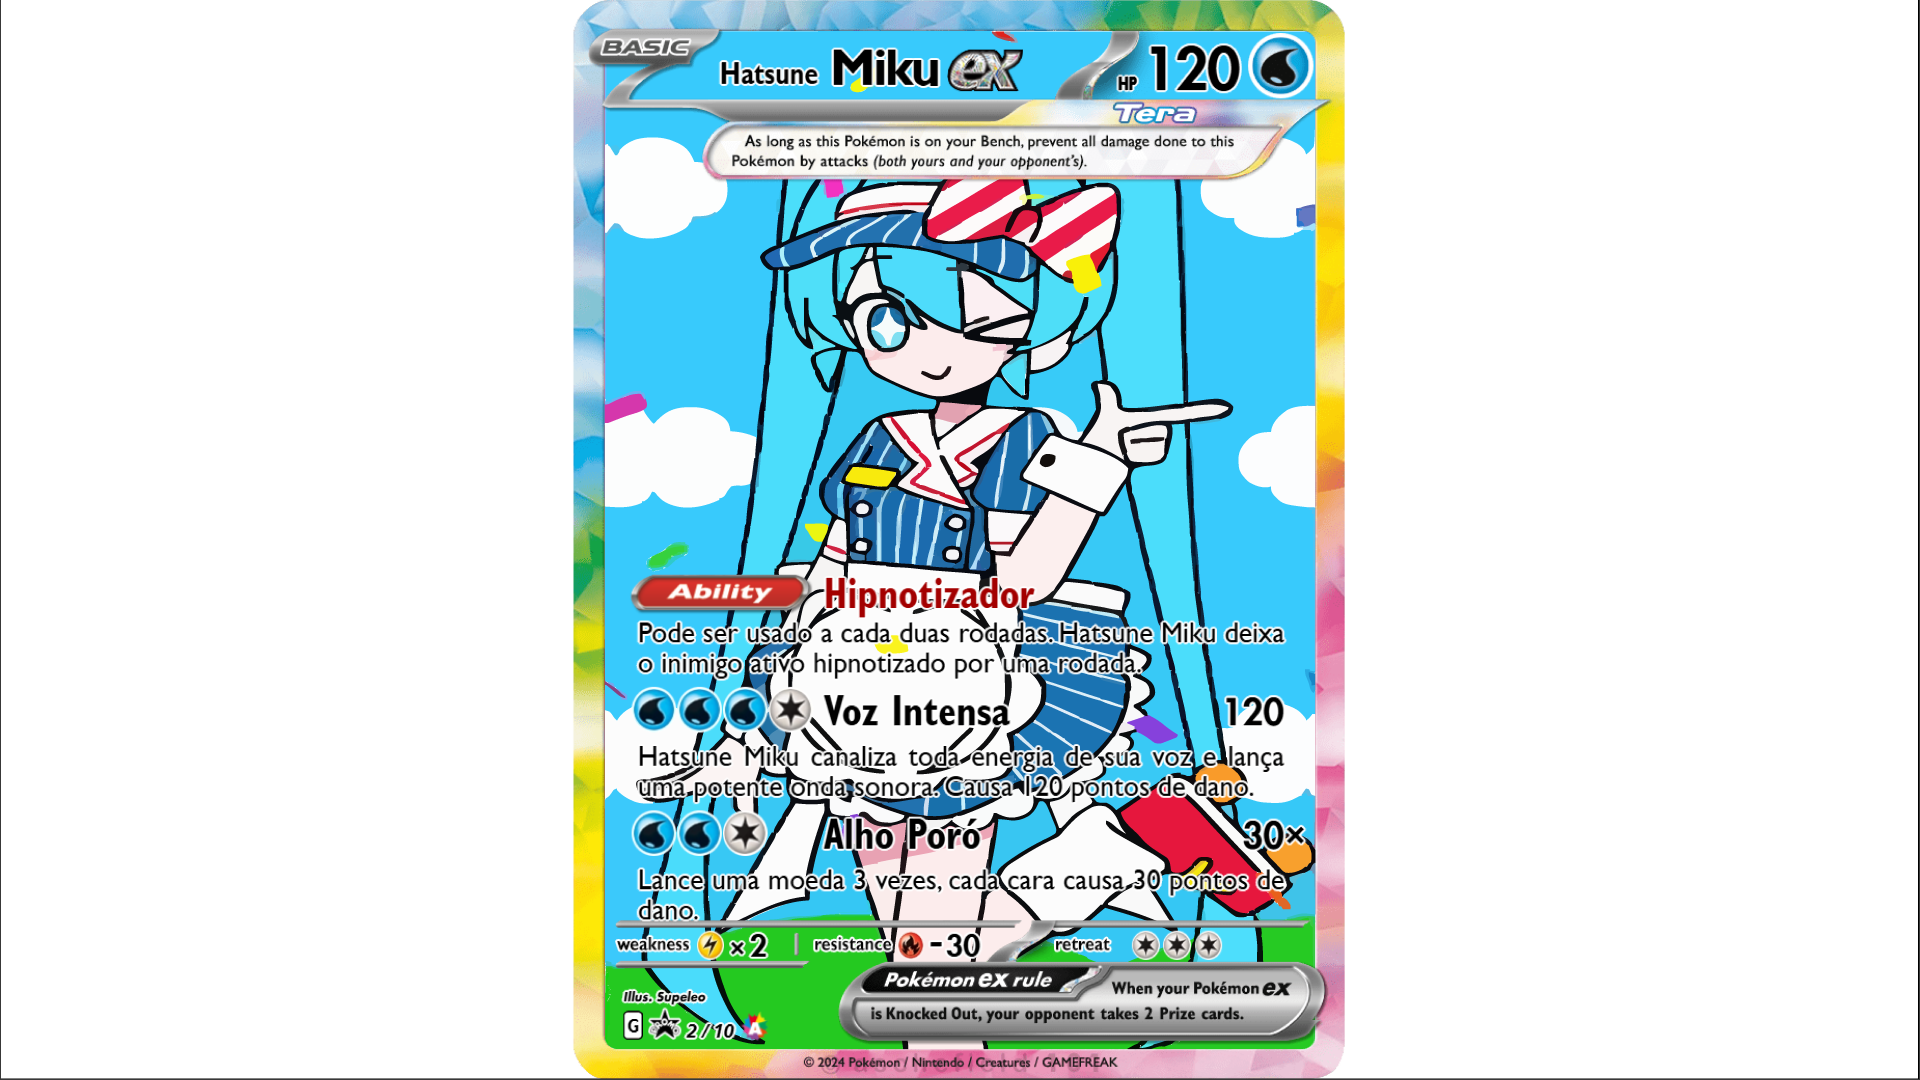 BASIC
Hatsune Miku ex HP 120
Tera
As long as this Pokémon is on your Bench, prevent all damage done to this
Pokémon by attacks (both yours and your opponent's).
Ability Hipnotizador
Pode ser usado a cada duas rodadas. Hatsune Miku deixa
o inimigo ativo hipnotizado por uma rodada.
Voz Intensa 120
Hatsune Miku canaliza toda energia de sua voz e lança
uma potente onda sonora. Causa 120 pontos de dano.
Alho Poró 30×
Lance uma moeda 3 vezes, cada cara causa 30 pontos de
dano.
weakness ×2 resistance -30 retreat
Pokémon ex rule When your Pokémon ex
is Knocked Out, your opponent takes 2 Prize cards.
Illus. Supeleo
G 2/10 A
© 2024 Pokémon / Nintendo / Creatures / GAMEFREAK